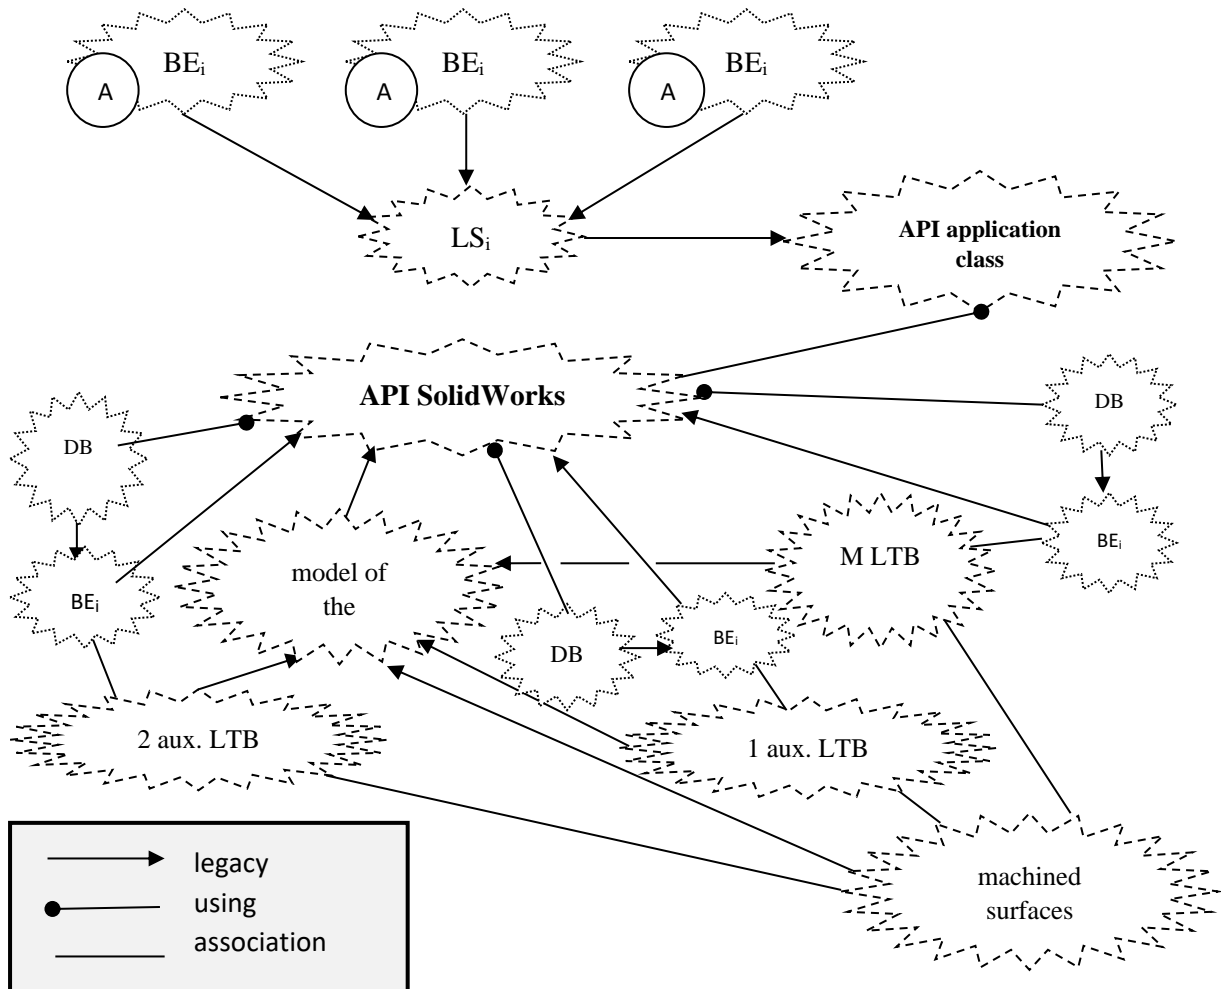 BEi
BEi
BEi
A
A
A
LSi
API application
class
API SolidWorks
DB
DB
BEi
M LTB
model of
the
BEi
BEi
DB
2 aux. LTB
1 aux. LTB
legacy
using
association
machined
surfaces